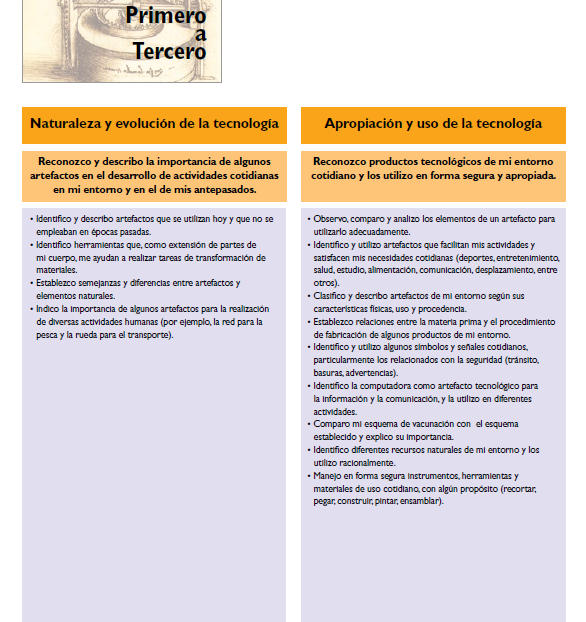 Primero
a
Tercero
Naturaleza y evolución de la tecnología
Reconozco y describo la importancia de algunos
artefactos en el desarrollo de actividades cotidianas
en mi entorno y en el de mis antepasados.
• Identifico y describo artefactos que se utilizan hoy y que no se
empleaban en épocas pasadas.
• Identifico herramientas que, como extensión de partes de
mi cuerpo, me ayudan a realizar tareas de transformación de
materiales.
• Establezco semejanzas y diferencias entre artefactos y
elementos naturales.
• Indico la importancia de algunos artefactos para la realización
de diversas actividades humanas (por ejemplo, la red para la
pesca y la rueda para el transporte).
Apropiación y uso de la tecnología
Reconozco productos tecnológicos de mi entorno
cotidiano y los utilizo en forma segura y apropiada.
• Observo, comparo y analizo los elementos de un artefacto para
utilizarlo adecuadamente.
• Identifico y utilizo artefactos que facilitan mis actividades y
satisfacen mis necesidades cotidianas (deportes, entretenimiento,
salud, estudio, alimentación, comunicación, desplazamiento, entre
otros).
• Clasifico y describo artefactos de mi entorno según sus
características físicas, uso y procedencia.
• Establezco relaciones entre la materia prima y el procedimiento
de fabricación de algunos productos de mi entorno.
• Identifico y utilizo algunos símbolos y señales cotidianos,
particularmente los relacionados con la seguridad (tránsito,
basuras, advertencias).
• Identifico la computadora como artefacto tecnológico para
la información y la comunicación, y la utilizo en diferentes
actividades.
• Comparo mi esquema de vacunación con el esquema
establecido y explico su importancia.
• Identifico diferentes recursos naturales de mi entorno y los
utilizo racionalmente.
• Manejo en forma segura instrumentos, herramientas y
materiales de uso cotidiano, con algún propósito (recortar,
pegar, construir, pintar, ensamblar).